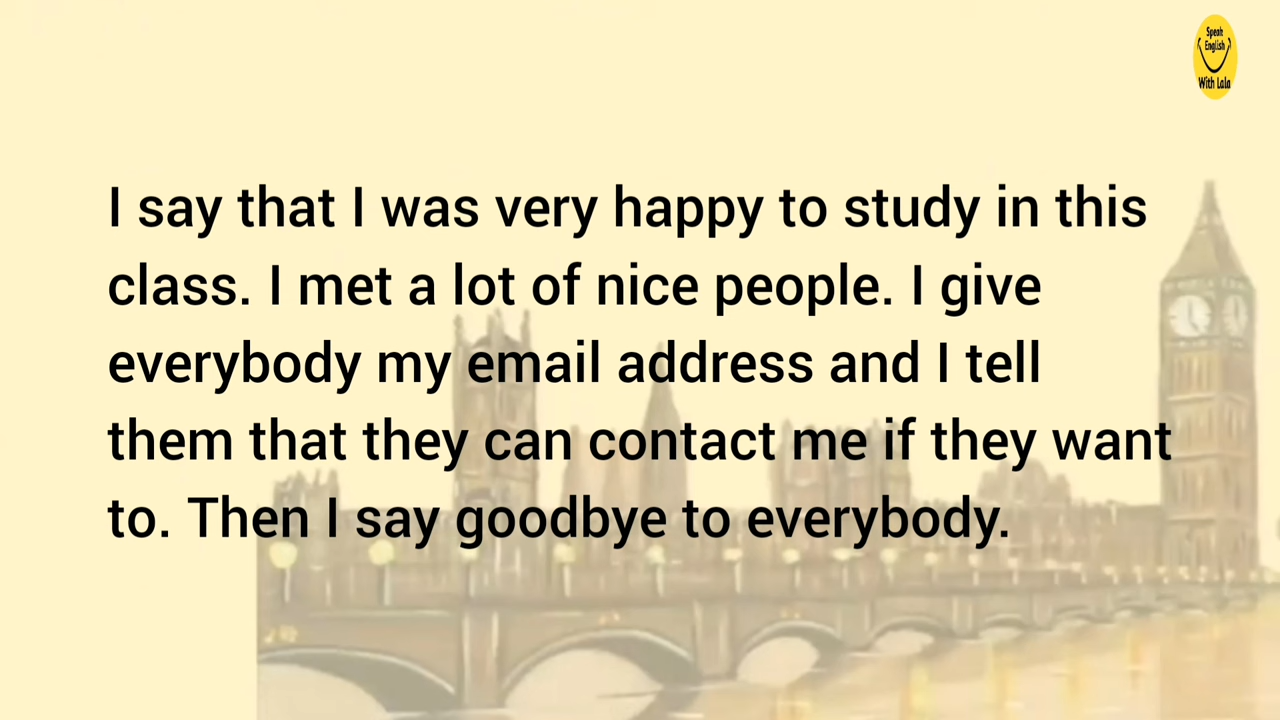 Speak
English
With Lala
I say that I was very happy to study in this
class. I met a lot of nice people. I give
everybody my email address and I tell
them that they can contact me if they want
to. Then I say goodbye to everybody.